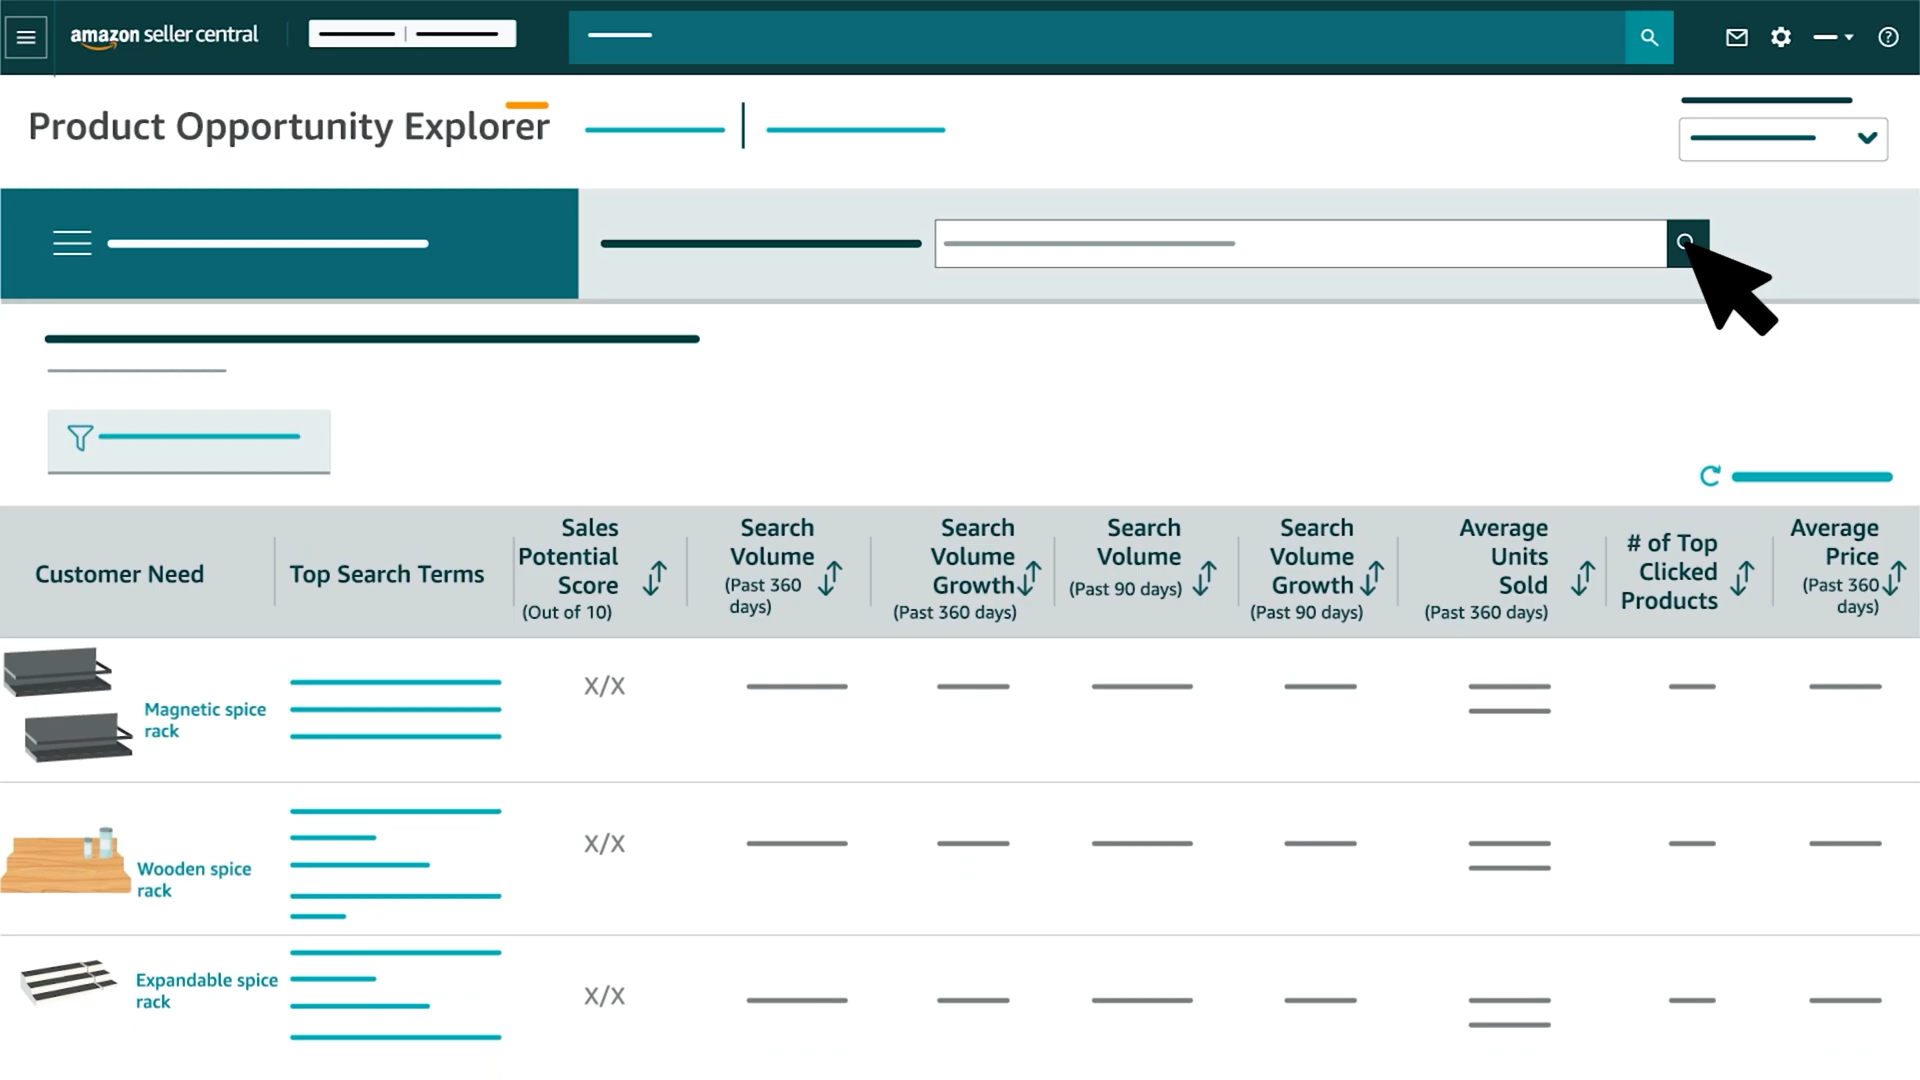 amazon seller central
Product Opportunity Explorer
Customer Need
Top Search Terms
Sales
Potential
Score
(Out of 10)
Search
Volume
(Past 360
days)
Search
Volume
Growth
(Past 360 days)
Search
Volume
(Past 90 days)
Search
Volume
Growth
(Past 90 days)
Average
Units
Sold
(Past 360 days)
# of Top
Clicked
Products
Average
Price
(Past 360
days)
Magnetic spice
rack
X/X
Wooden spice
rack
X/X
Expandable spice
rack
X/X